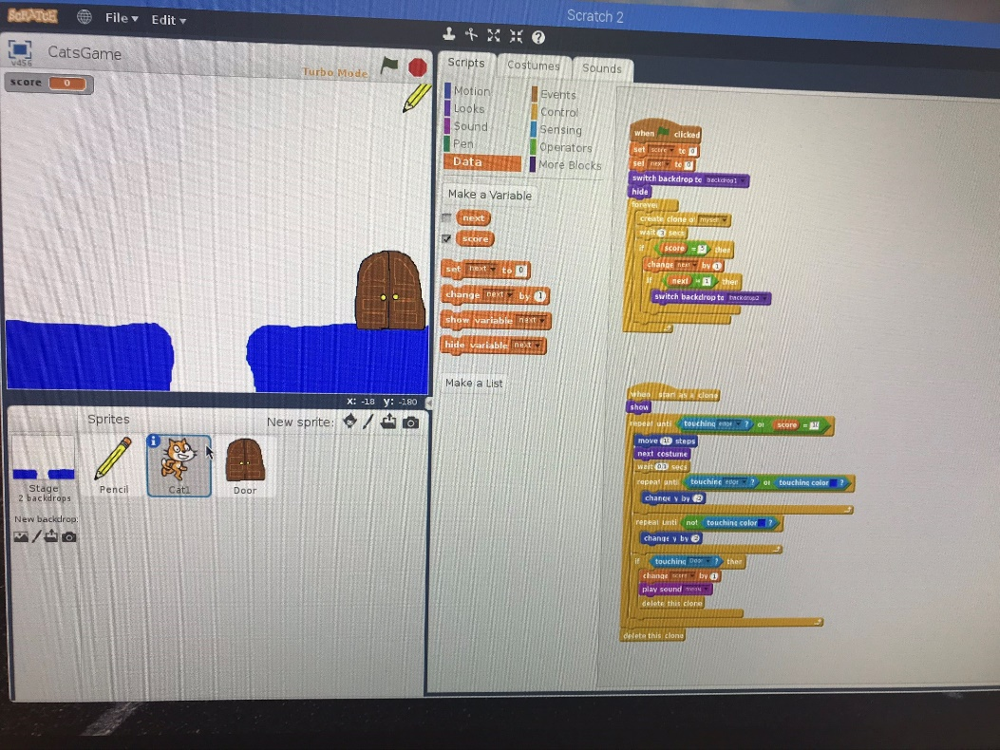 SCRATCH File Edit
Scratch 2
v456
CatsGame
Turbo Mode
score 0
Scripts Costumes Sounds
Motion
Looks
Sound
Pen
Data
Events
Control
Sensing
Operators
More Blocks
Make a Variable
next
score
set next to 0
change next by 1
show variable next
hide variable next
Make a List
x: -18 y: -180
Sprites
New sprite:
Stage
2 backdrops
New backdrop:
Pencil
Cat1
Door
when clicked
set score to 0
set next to 0
switch backdrop to backdrop1
hide
forever
create clone of myself
wait 3 secs
if score = 5 then
change next by 1
if next = 1 then
switch backdrop to backdrop2
when I start as a clone
show
repeat until touching edge ? or score =
move steps
next costume
wait 0.1 secs
repeat until touching edge ? or touching color ?
change y by
repeat until not touching color ?
change y by
if touching Door ? then
change score by 1
play sound meow
delete this clone
delete this clone